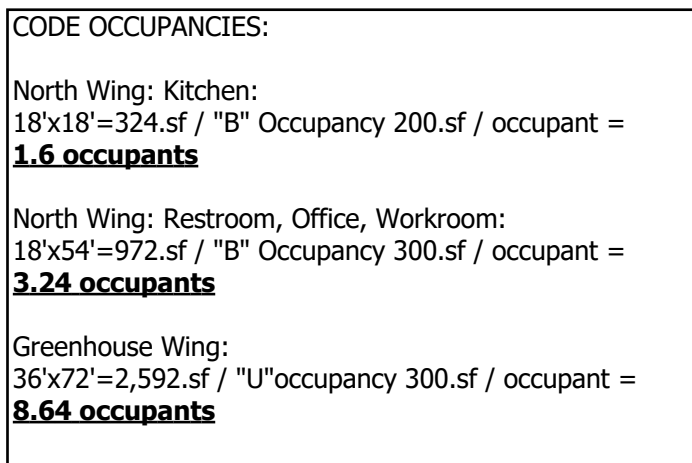 CODE OCCUPANCIES:
North Wing: Kitchen:
18'x18'=324.sf / "B" Occupancy 200.sf / occupant =
1.6 occupants
North Wing: Restroom, Office, Workroom:
18'x54'=972.sf / "B" Occupancy 300.sf / occupant =
3.24 occupants
Greenhouse Wing:
36'x72'=2,592.sf / "U"occupancy 300.sf / occupant =
8.64 occupants